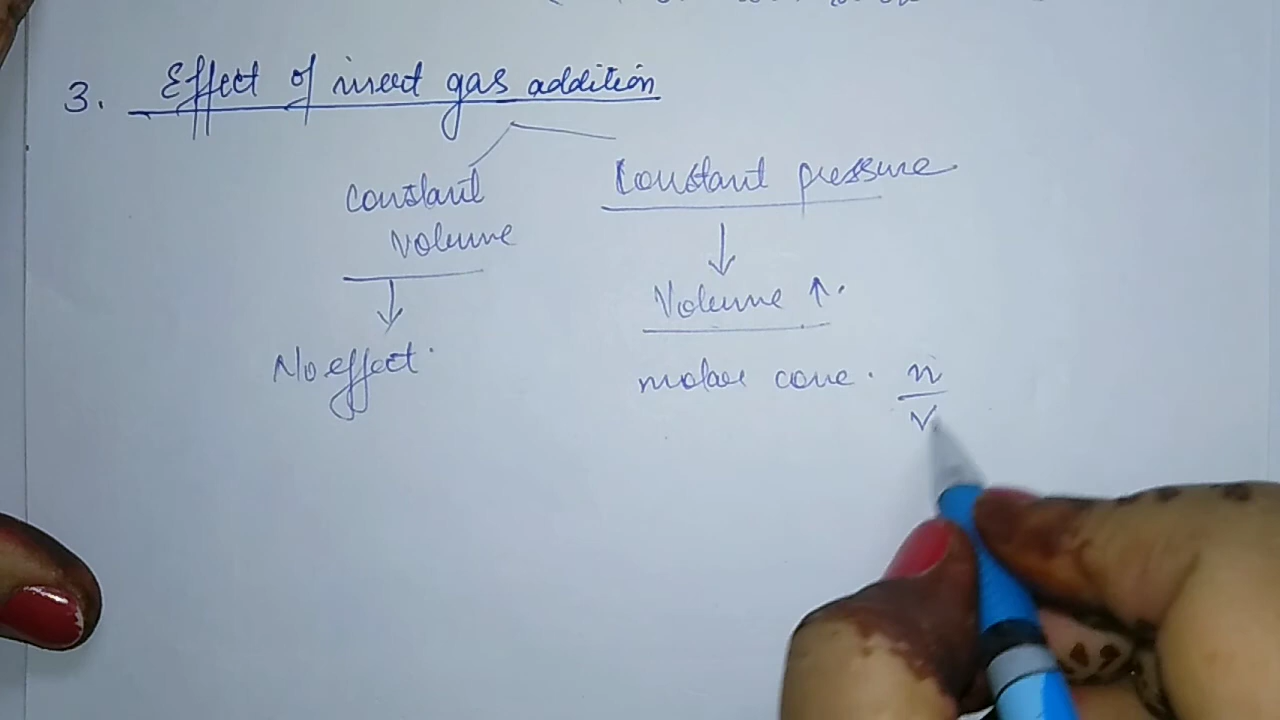 3. Effect of inert gas addition
Constant
volume
No effect.
Constant pressure
Volume ↑.
molar conc. n
V